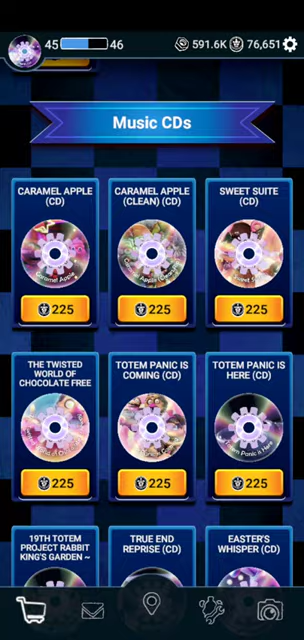 45 46 591.6K 76,651
Music CDs
CARAMEL APPLE CARAMEL APPLE SWEET SUITE
(CD) (CLEAN) (CD) (CD)
Caramel Apple
225 225 225
THE TWISTED TOTEM PANIC IS TOTEM PANIC IS
WORLD OF COMING (CD) HERE (CD)
CHOCOLATE FREE
Totem Panic is Here
225 225 225
19TH TOTEM TRUE END EASTER'S
PROJECT RABBIT REPRISE (CD) WHISPER (CD)
KING'S GARDEN ~